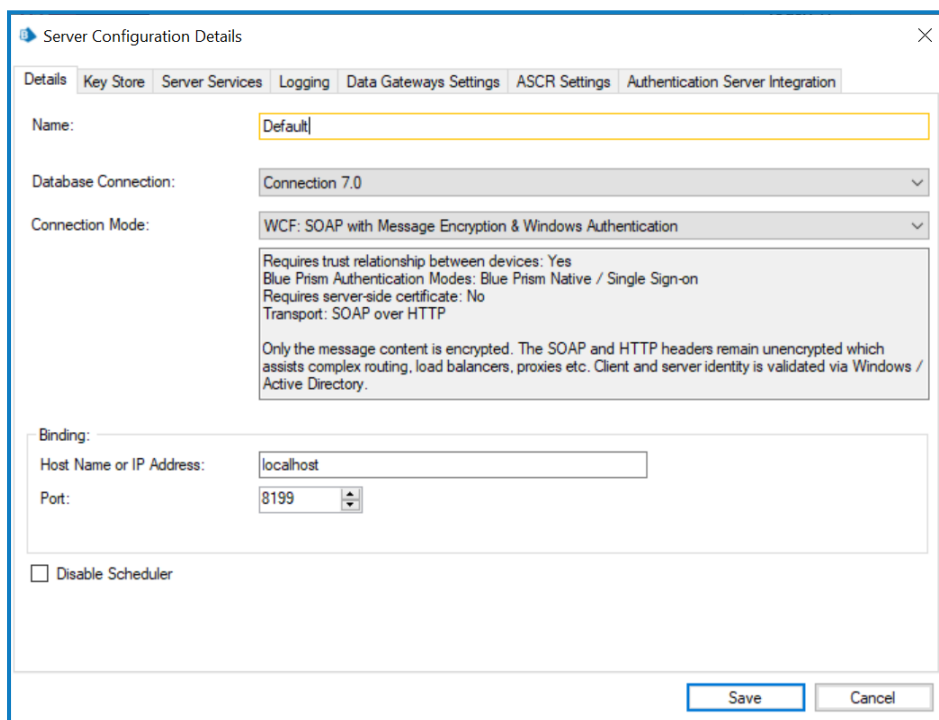 Server Configuration Details
Details Key Store Server Services Logging Data Gateways Settings ASCR Settings Authentication Server Integration
Name: Default
Database Connection: Connection 7.0
Connection Mode: WCF: SOAP with Message Encryption & Windows Authentication
Requires trust relationship between devices: Yes
Blue Prism Authentication Modes: Blue Prism Native / Single Sign-on
Requires server-side certificate: No
Transport: SOAP over HTTP
Only the message content is encrypted. The SOAP and HTTP headers remain unencrypted which
assists complex routing, load balancers, proxies etc. Client and server identity is validated via Windows /
Active Directory.
Binding:
Host Name or IP Address: localhost
Port: 8199
Disable Scheduler
Save Cancel